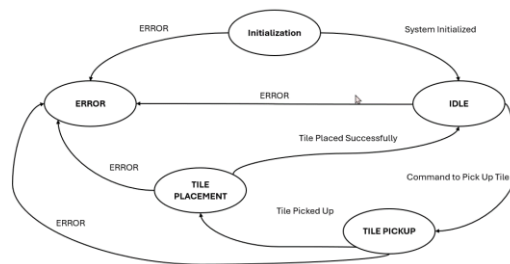 Initialization
ERROR
System Initialized
ERROR
ERROR
IDLE
Tile Placed Successfully
ERROR
TILE
PLACEMENT
Command to Pick Up Tile
Tile Picked Up
ERROR
TILE PICKUP